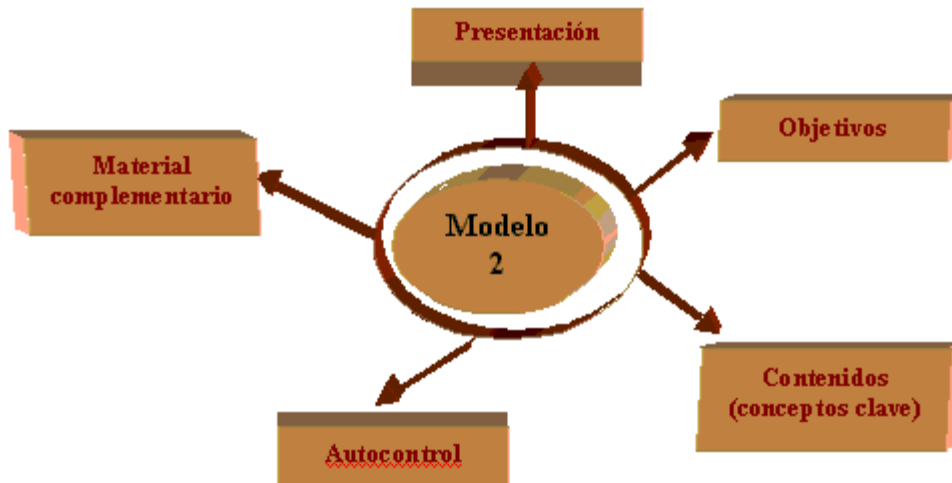 Presentación
Objetivos
Material
complementario
Modelo
2
Contenidos
(conceptos clave)
Autocontrol